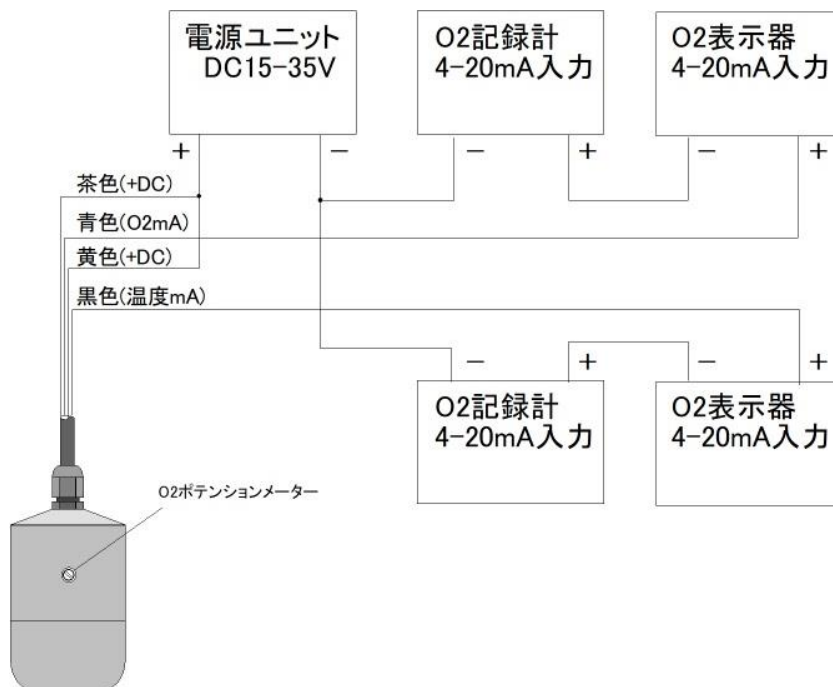 電源ユニット
DC15-35V
O2記録計
4-20mA入力
O2表示器
4-20mA入力
+
-
-
+
-
+
茶色(+DC)
青色(O2mA)
黄色(+DC)
黒色(温度mA)
-
+
-
+
O2記録計
4-20mA入力
O2表示器
4-20mA入力
O2ポテンションメーター